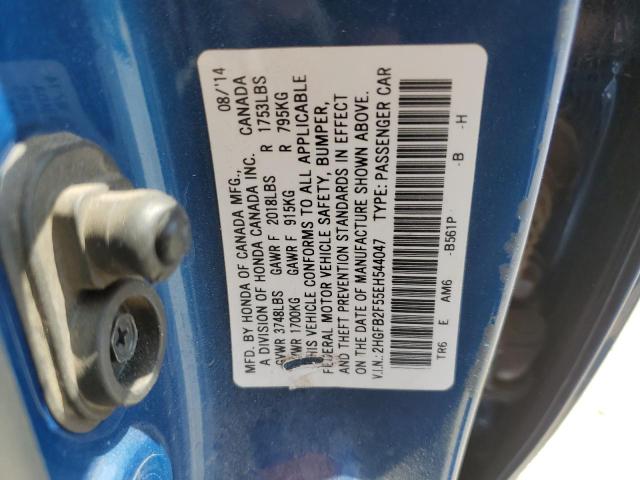 MFD. BY HONDA OF CANADA MFG., 08/'14
A DIVISION OF HONDA CANADA INC. CANADA
GVWR 3748LBS GAWR F 2018LBS R 1753LBS
GVWR 1700KG GAWR F 915KG R 795KG
THIS VEHICLE CONFORMS TO ALL APPLICABLE
FEDERAL MOTOR VEHICLE SAFETY, BUMPER,
AND THEFT PREVENTION STANDARDS IN EFFECT
ON THE DATE OF MANUFACTURE SHOWN ABOVE.
V.I.N.: 2HGFB2F55EH544047 TYPE: PASSENGER CAR
TR6 E AM6 -B561P -B -H